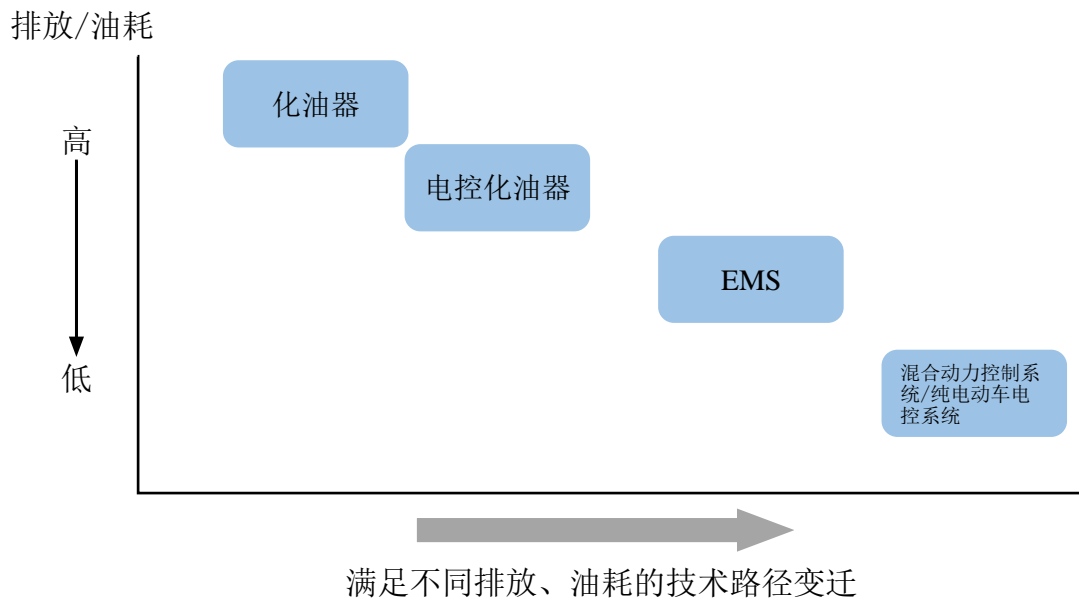 排放/油耗
化油器
高
电控化油器
EMS
低
混合动力控制系
统/纯电动车电
控系统
满足不同排放、油耗的技术路径变迁